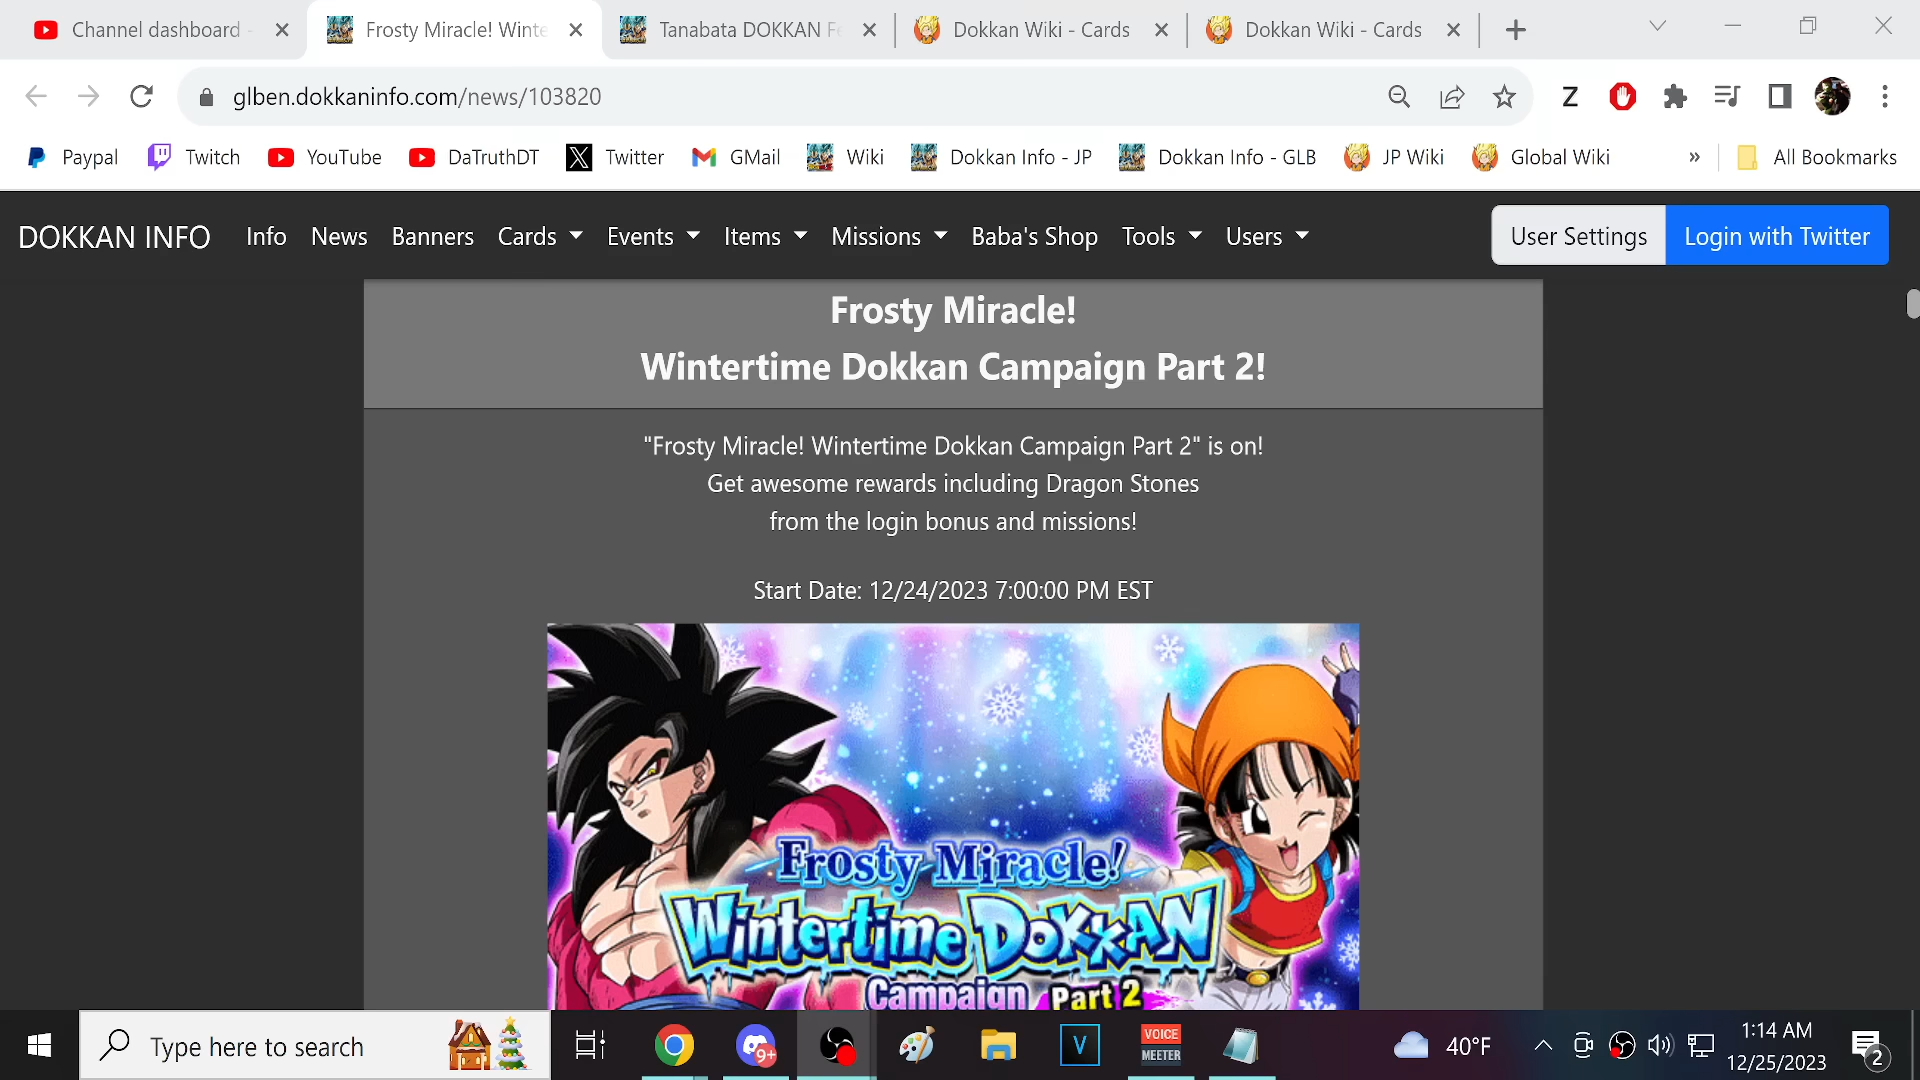 Channel dashboard -
Frosty Miracle! Winte
Tanabata DOKKAN Fe
Dokkan Wiki - Cards
Dokkan Wiki - Cards
glben.dokkaninfo.com/news/103820
Z
Paypal
Twitch
YouTube
DaTruthDT
Twitter
GMail
Wiki
Dokkan Info - JP
Dokkan Info - GLB
JP Wiki
Global Wiki
»
All Bookmarks
DOKKAN INFO
Info
News
Banners
Cards
Events
Items
Missions
Baba's Shop
Tools
Users
User Settings
Login with Twitter
Frosty Miracle!
Wintertime Dokkan Campaign Part 2!
"Frosty Miracle! Wintertime Dokkan Campaign Part 2" is on!
Get awesome rewards including Dragon Stones
from the login bonus and missions!
Start Date: 12/24/2023 7:00:00 PM EST
Frosty Miracle!
Wintertime DOKKAN
Campaign Part 2
Type here to search
9+
V
VOICE
MEETER
40°F
1:14 AM
12/25/2023
2